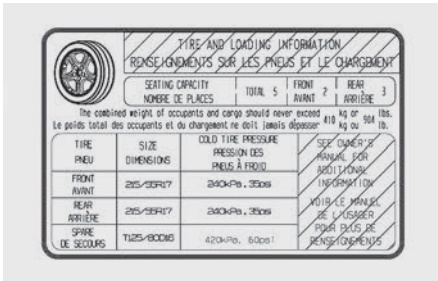 TIRE AND LOADING INFORMATION
RENSEIGNEMENTS SUR LES PNEUS ET LE CHARGEMENT
SEATING CAPACITY
NOMBRE DE PLACES
TOTAL 5
FRONT
AVANT 2
REAR
ARRIÈRE 3
The combined weight of occupants and cargo should never exceed 410 kg or 904 lbs.
Le poids total des occupants et du chargement ne doit jamais dépasser 410 kg ou 904 lb.
TIRE
PNEU
SIZE
DIMENSIONS
COLD TIRE PRESSURE
PRESSION DES
PNEUS À FROID
FRONT
AVANT
215/55R17
240kPa, 35psi
REAR
ARRIÈRE
215/55R17
240kPa, 35psi
SPARE
DE SECOURS
T125/80D16
420kPa, 60psi
SEE OWNER'S
MANUAL FOR
ADDITIONAL
INFORMATION
VOIR LE MANUEL
DE L'USAGER
POUR PLUS DE
RENSEIGNEMENTS